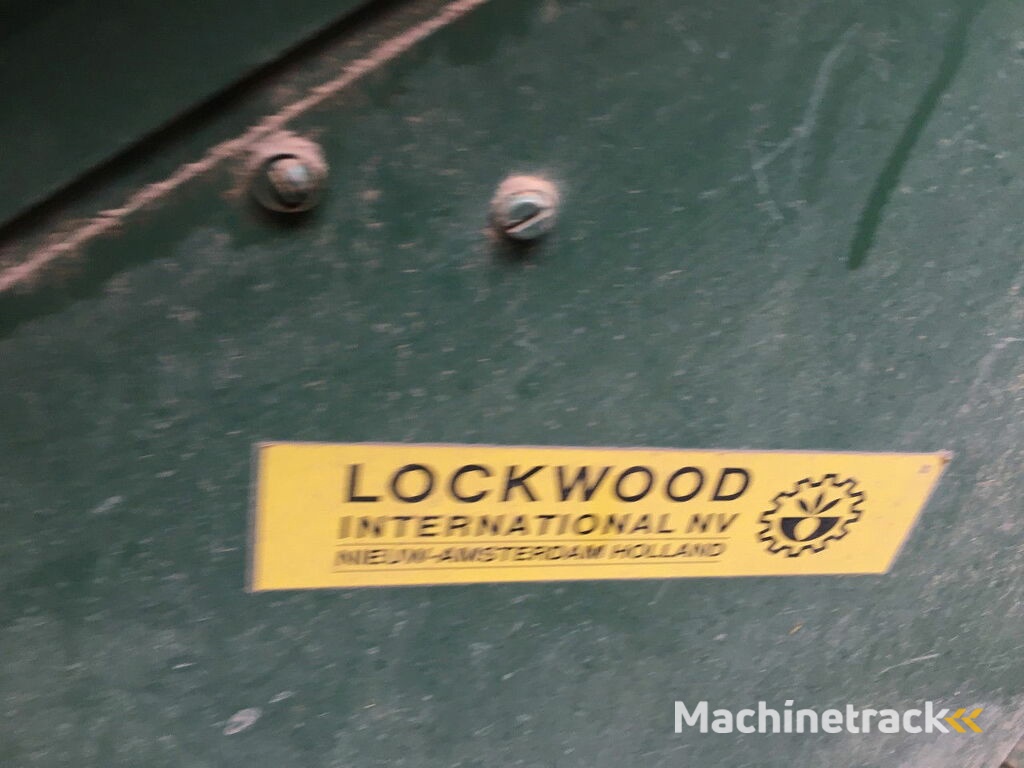 LOCKWOOD
INTERNATIONAL NV
NIEUW-AMSTERDAM HOLLAND
Machinetrack